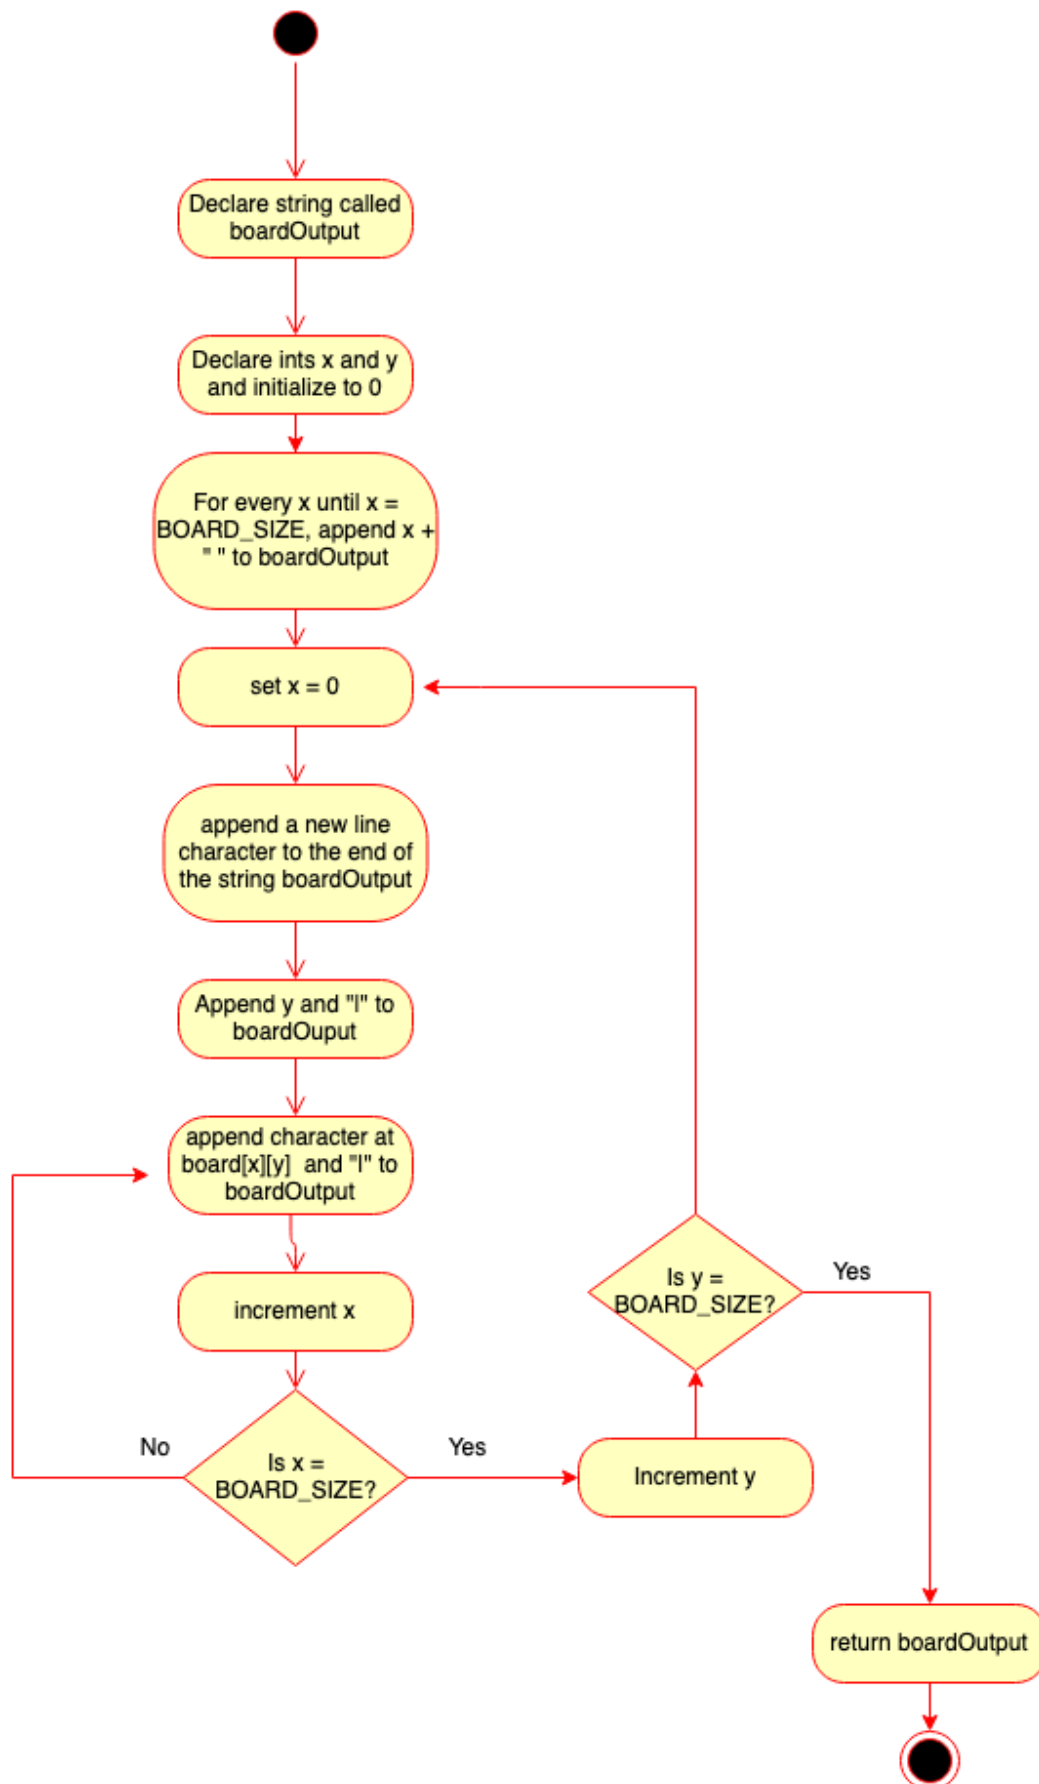 Declare string called
boardOutput
Declare ints x and y
and initialize to 0
For every x until x =
BOARD_SIZE, append x +
" " to boardOutput
set x = 0
append a new line
character to the end of
the string boardOutput
Append y and "|" to
boardOuput
append character at
board[x][y]  and "|" to
boardOutput
increment x
Is x =
BOARD_SIZE?
No
Yes
Increment y
Is y =
BOARD_SIZE?
Yes
return boardOutput